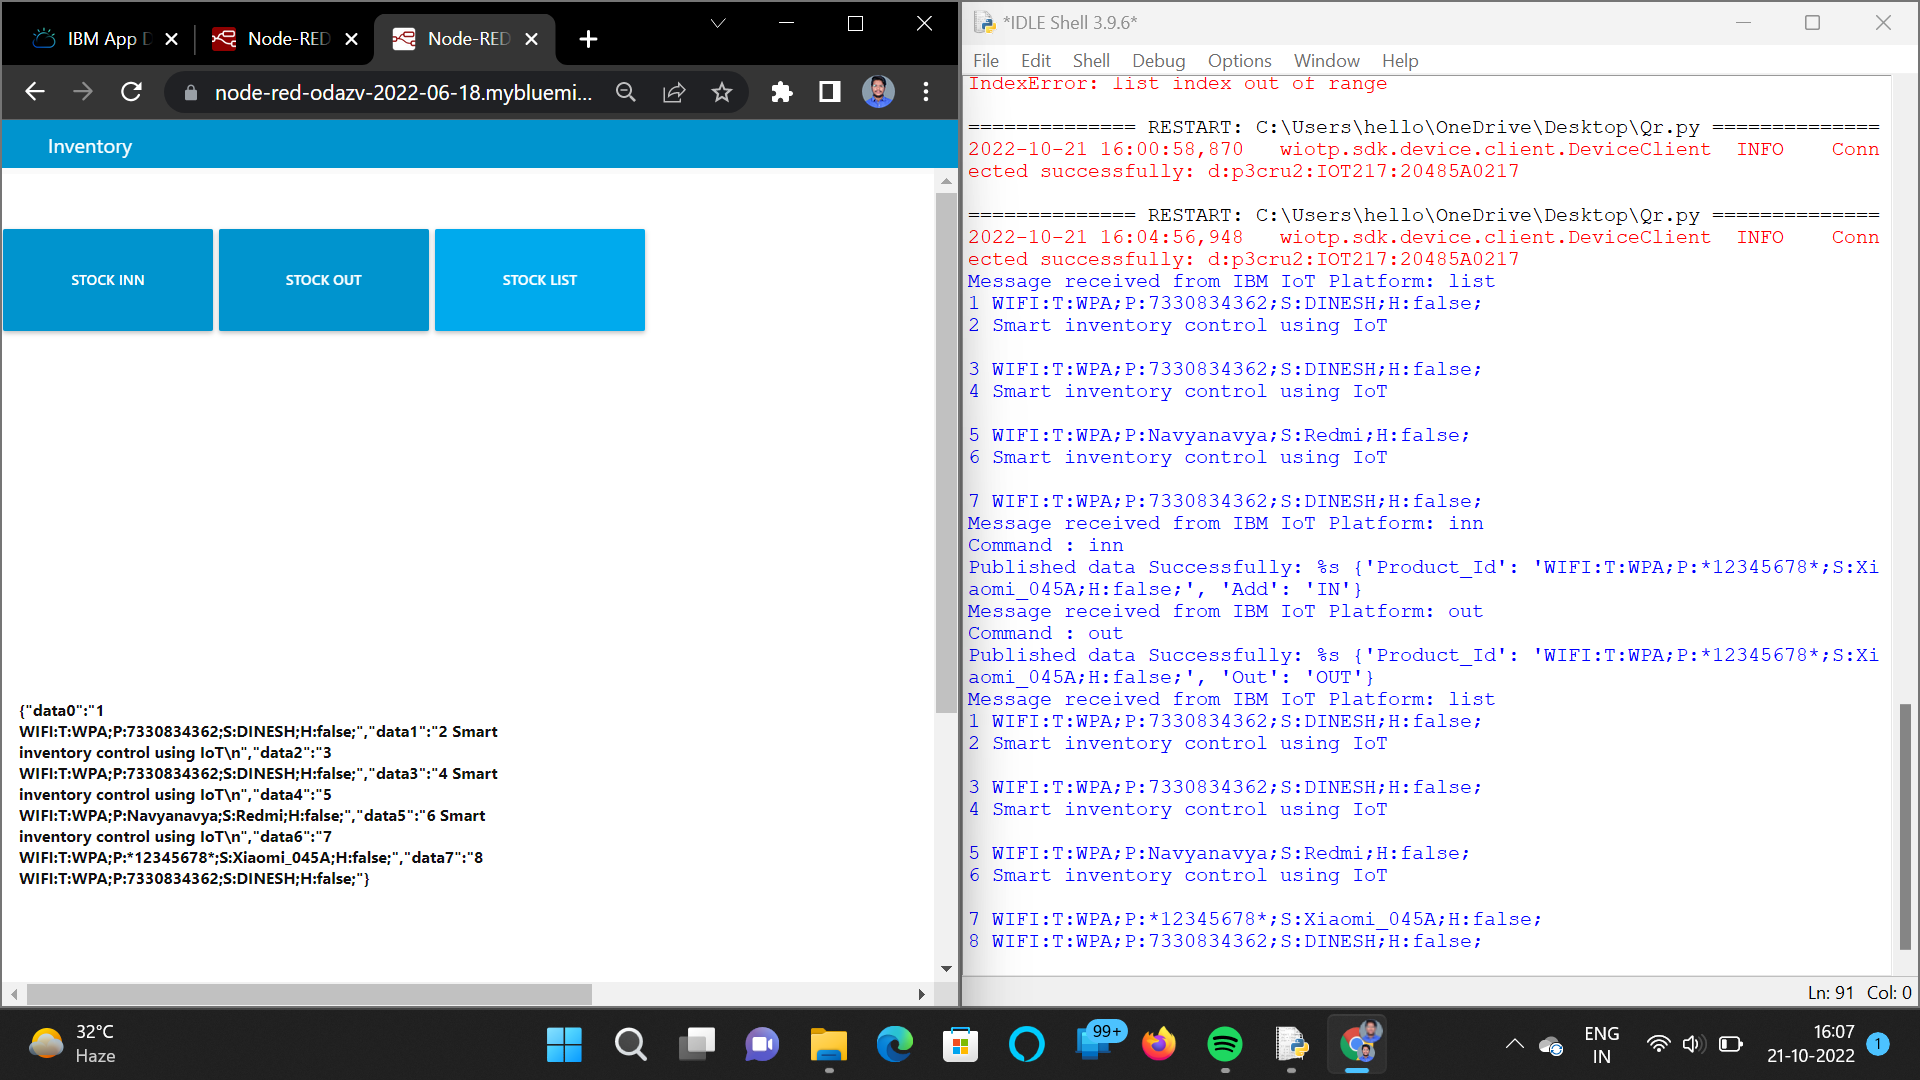 IBM App D
Node-RED
Node-RED
node-red-odazv-2022-06-18.mybluemi...
Inventory
STOCK INN
STOCK OUT
STOCK LIST
{"data0":"1
WIFI:T:WPA;P:7330834362;S:DINESH;H:false;","data1":"2 Smart
inventory control using IoT\n","data2":"3
WIFI:T:WPA;P:7330834362;S:DINESH;H:false;","data3":"4 Smart
inventory control using IoT\n","data4":"5
WIFI:T:WPA;P:Navyanavya;S:Redmi;H:false;","data5":"6 Smart
inventory control using IoT\n","data6":"7
WIFI:T:WPA;P:*12345678*;S:Xiaomi_045A;H:false;","data7":"8
WIFI:T:WPA;P:7330834362;S:DINESH;H:false;"}
*IDLE Shell 3.9.6*
File Edit Shell Debug Options Window Help
IndexError: list index out of range
============== RESTART: C:\Users\hello\OneDrive\Desktop\Qr.py ==============
2022-10-21 16:00:58,870   wiotp.sdk.device.client.DeviceClient  INFO    Conn
ected successfully: d:p3cru2:IOT217:20485A0217
============== RESTART: C:\Users\hello\OneDrive\Desktop\Qr.py ==============
2022-10-21 16:04:56,948   wiotp.sdk.device.client.DeviceClient  INFO    Conn
ected successfully: d:p3cru2:IOT217:20485A0217
Message received from IBM IoT Platform: list
1 WIFI:T:WPA;P:7330834362;S:DINESH;H:false;
2 Smart inventory control using IoT
3 WIFI:T:WPA;P:7330834362;S:DINESH;H:false;
4 Smart inventory control using IoT
5 WIFI:T:WPA;P:Navyanavya;S:Redmi;H:false;
6 Smart inventory control using IoT
7 WIFI:T:WPA;P:7330834362;S:DINESH;H:false;
Message received from IBM IoT Platform: inn
Command : inn
Published data Successfully: %s {'Product_Id': 'WIFI:T:WPA;P:*12345678*;S:Xi
aomi_045A;H:false;', 'Add': 'IN'}
Message received from IBM IoT Platform: out
Command : out
Published data Successfully: %s {'Product_Id': 'WIFI:T:WPA;P:*12345678*;S:Xi
aomi_045A;H:false;', 'Out': 'OUT'}
Message received from IBM IoT Platform: list
1 WIFI:T:WPA;P:7330834362;S:DINESH;H:false;
2 Smart inventory control using IoT
3 WIFI:T:WPA;P:7330834362;S:DINESH;H:false;
4 Smart inventory control using IoT
5 WIFI:T:WPA;P:Navyanavya;S:Redmi;H:false;
6 Smart inventory control using IoT
7 WIFI:T:WPA;P:*12345678*;S:Xiaomi_045A;H:false;
8 WIFI:T:WPA;P:7330834362;S:DINESH;H:false;
Ln: 91 Col: 0
32°C
Haze
99+
ENG
IN
16:07
21-10-2022
1